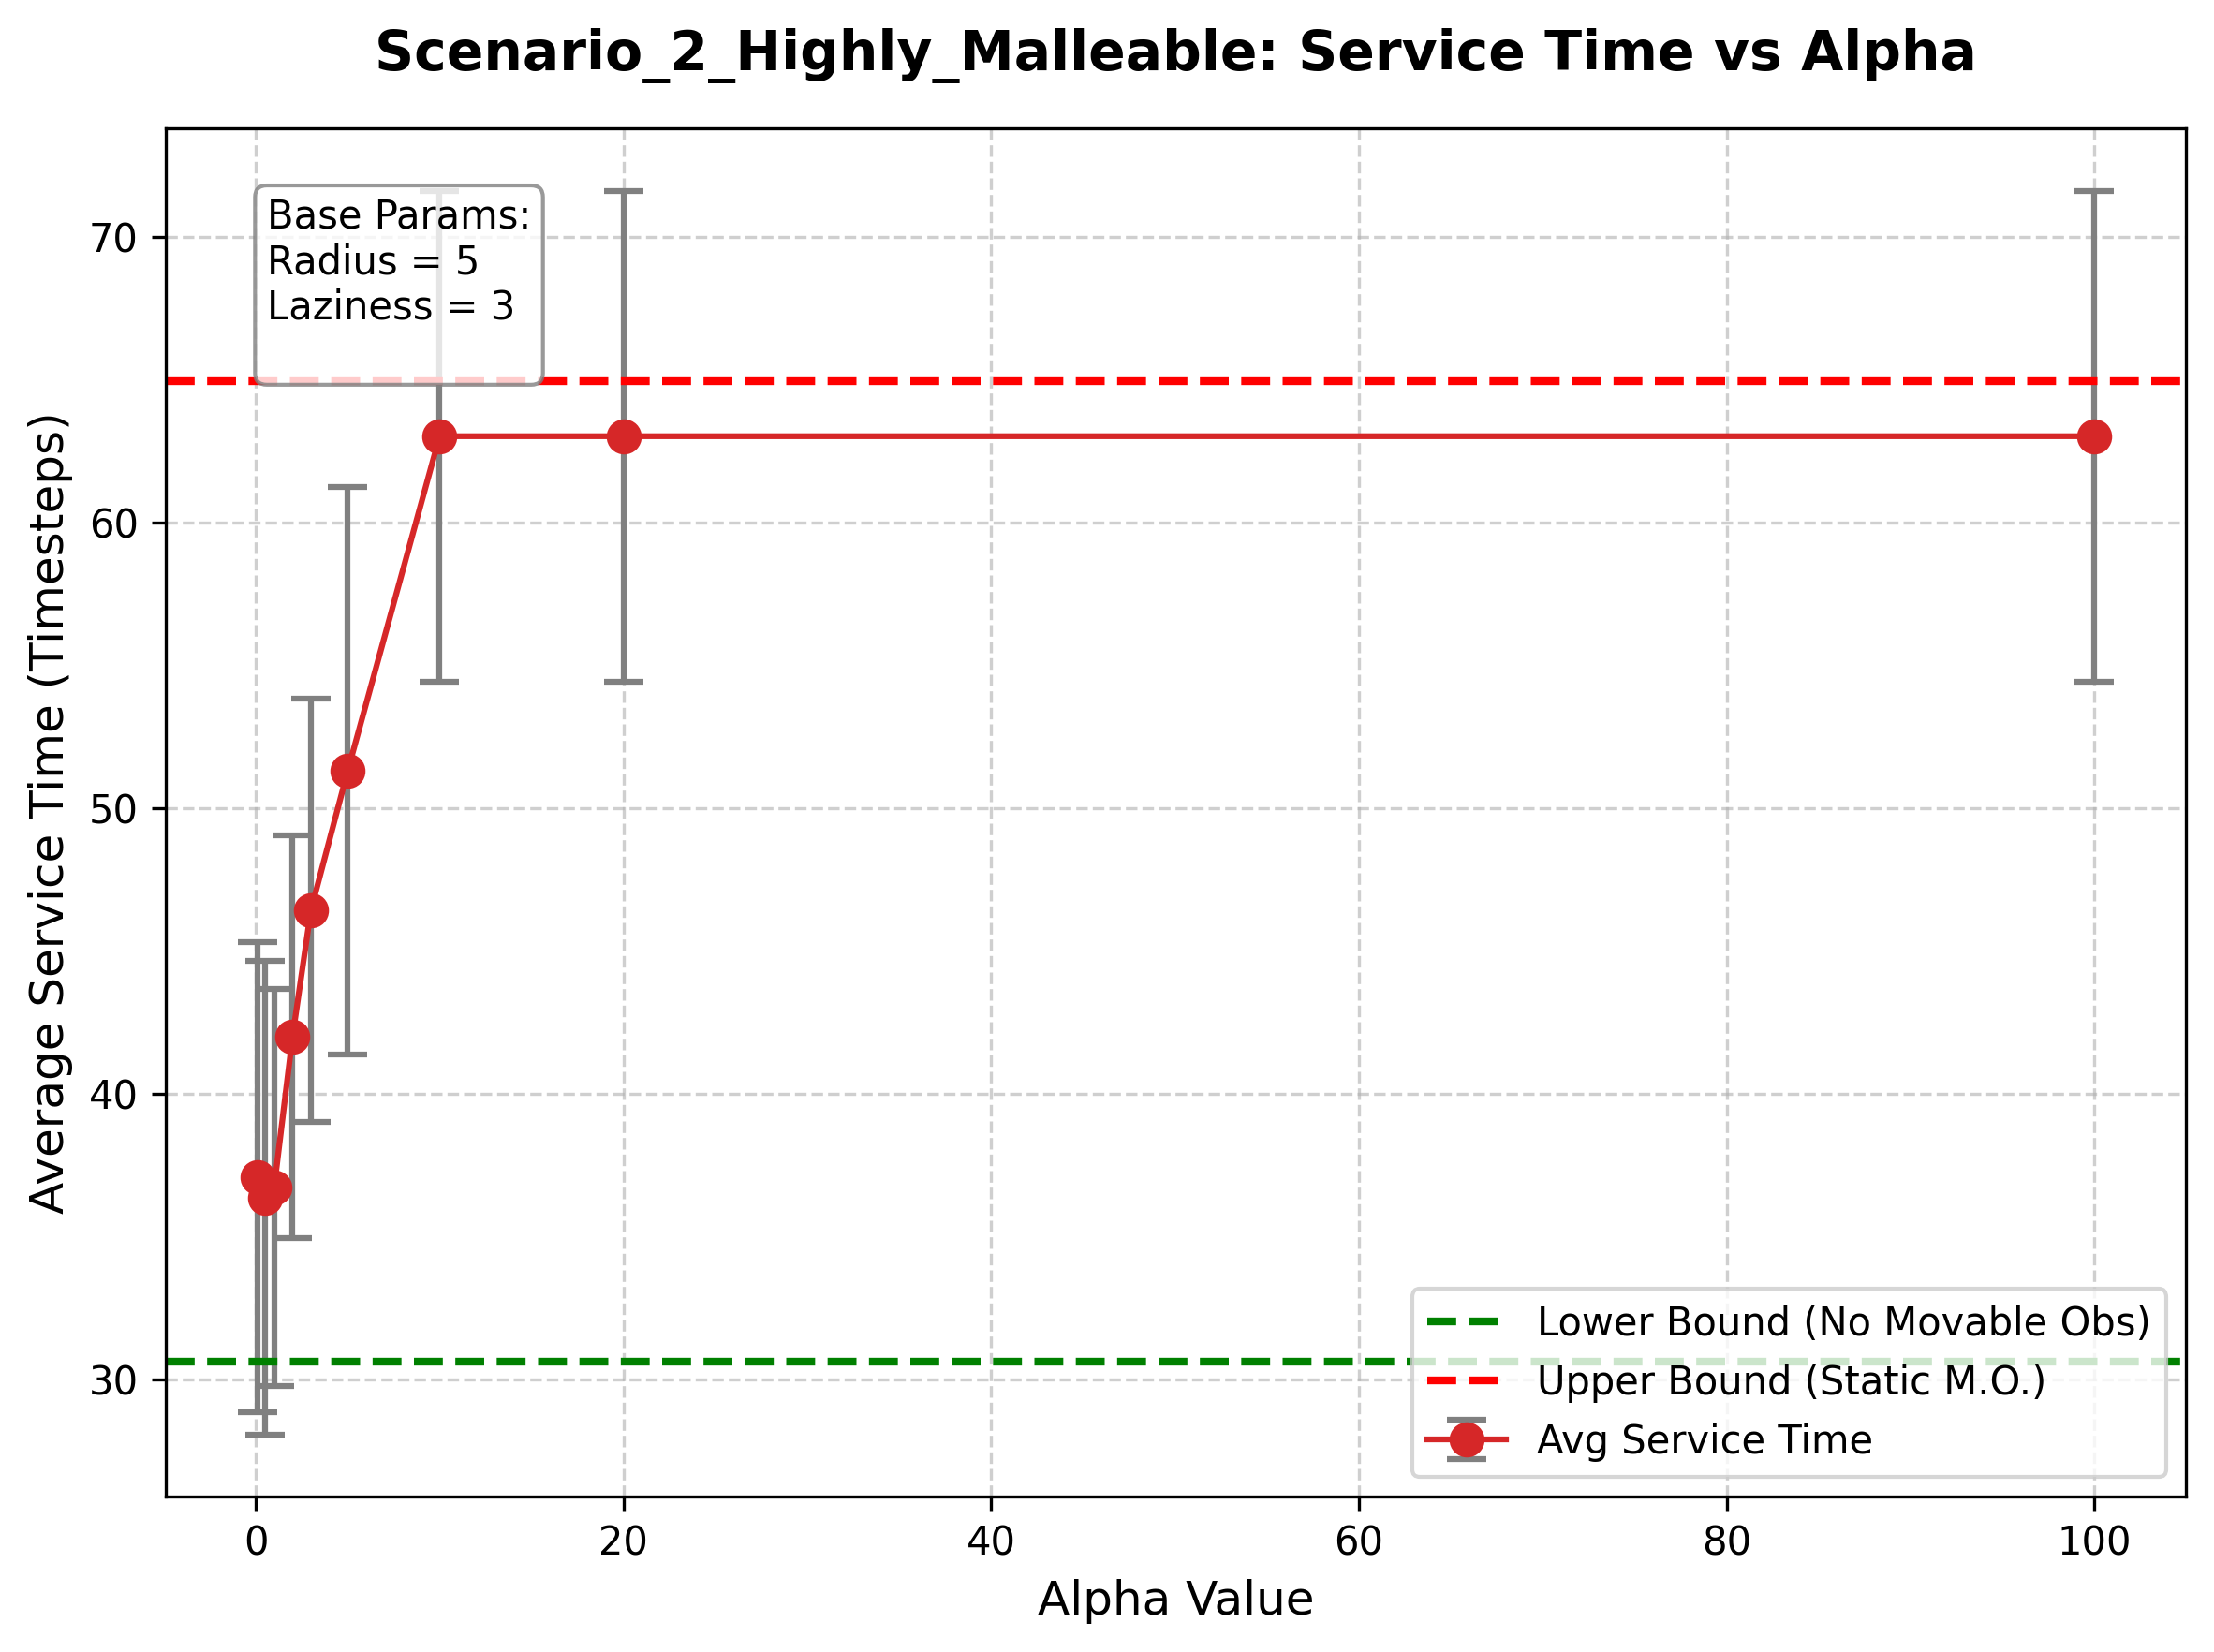 Scenario_2_Highly_Malleable: Service Time vs Alpha
Base Params:
Radius = 5
Laziness = 3
Average Service Time (Timesteps)
70
60
50
40
30
Lower Bound (No Movable Obs)
Upper Bound (Static M.O.)
Avg Service Time
0
20
40
60
80
100
Alpha Value